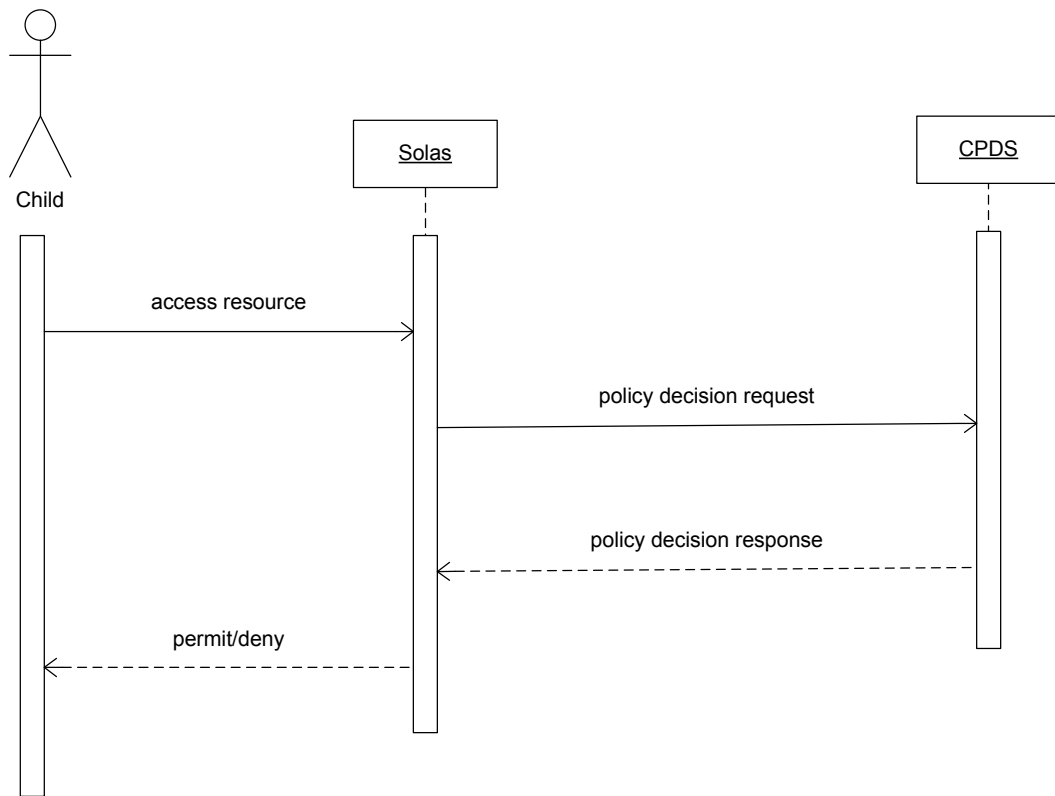 Solas
CPDS
Child
access resource
policy decision request
policy decision response
permit/deny